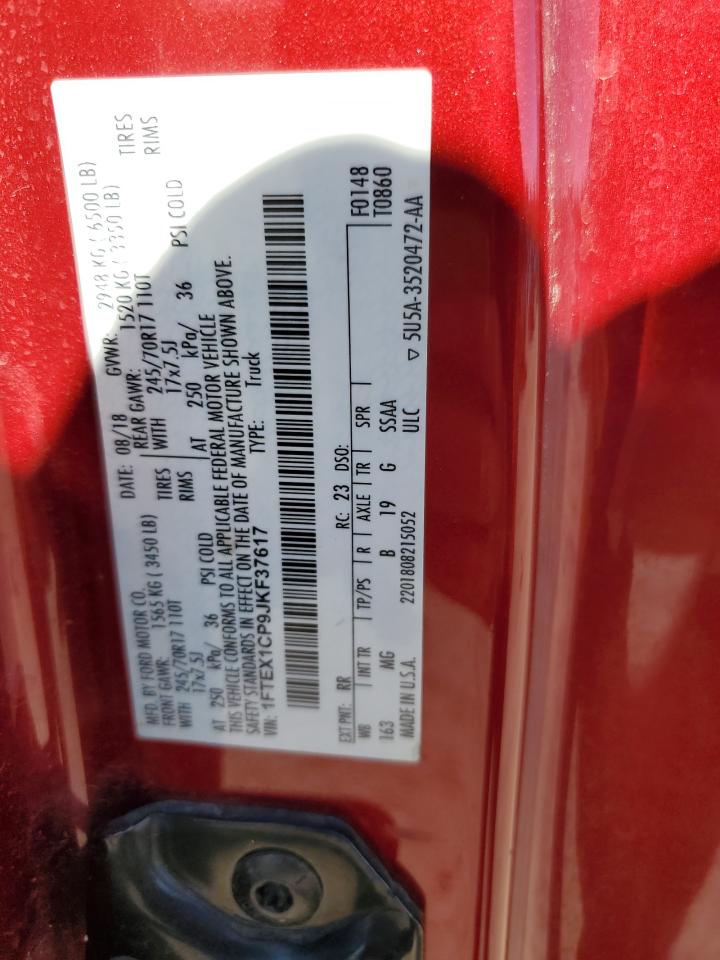 MFD. BY FORD MOTOR CO. DATE: 08/18 GVWR: 2948 KG ( 6500 LB)
FRONT GAWR: 1565 KG ( 3450 LB) REAR GAWR: 1520 KG ( 3350 LB)
WITH 245/70R17 110T TIRES WITH 245/70R17 110T TIRES
17x7.5J RIMS 17x7.5J RIMS
AT 250 kPa/ 36 PSI COLD AT 250 kPa/ 36 PSI COLD
THIS VEHICLE CONFORMS TO ALL APPLICABLE FEDERAL MOTOR VEHICLE
SAFETY STANDARDS IN EFFECT ON THE DATE OF MANUFACTURE SHOWN ABOVE.
VIN: 1FTEX1CP9JKF37617 TYPE: Truck
F0148
EXT PNT: RR RC: 23 DSO: T0860
WB INT TR TP/PS R AXLE TR SPR
163 MG B 19 G SSAA
MADE IN U.S.A. 2201808215052 ULC ▽ 5U5A-3520472-AA